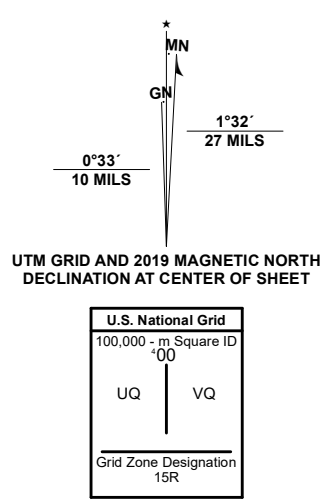 ★
MN
GN
1°32´
27 MILS
0°33´
10 MILS
UTM GRID AND 2019 MAGNETIC NORTH
DECLINATION AT CENTER OF SHEET
U.S. National Grid
100,000 - m Square ID
⁴00
UQ VQ
Grid Zone Designation
15R